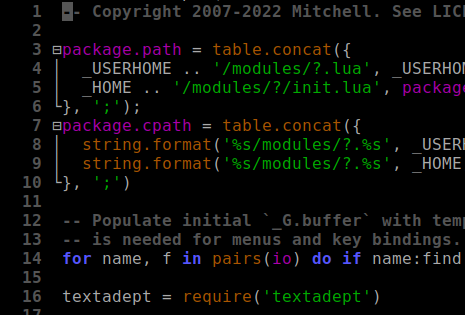 1 -- Copyright 2007-2022 Mitchell. See LIC
2
3 package.path = table.concat({
4 _USERHOME .. '/modules/?.lua', _USERHO
5 _HOME .. '/modules/?/init.lua', packag
6 }, ';');
7 package.cpath = table.concat({
8 string.format('%s/modules/?.%s', _USER
9 string.format('%s/modules/?.%s', _HOME
10 }, ';')
11
12 -- Populate initial `_G.buffer` with tem
13 -- is needed for menus and key bindings.
14 for name, f in pairs(io) do if name:find
15
16 textadept = require('textadept')
17